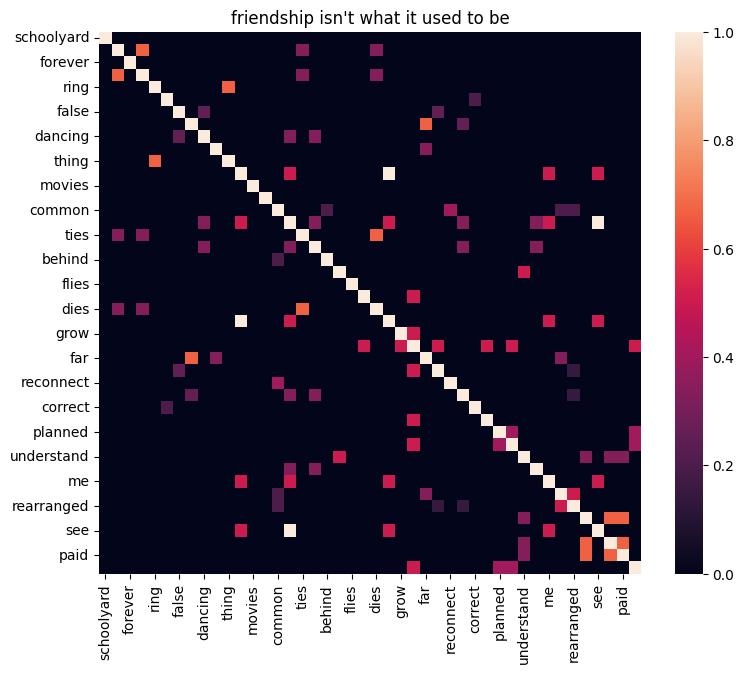 friendship isn't what it used to be
schoolyard
forever
ring
false
dancing
thing
movies
common
ties
behind
flies
dies
grow
far
reconnect
correct
planned
understand
me
rearranged
see
paid
schoolyard
forever
ring
false
dancing
thing
movies
common
ties
behind
flies
dies
grow
far
reconnect
correct
planned
understand
me
rearranged
see
paid
1.0
0.8
0.6
0.4
0.2
0.0